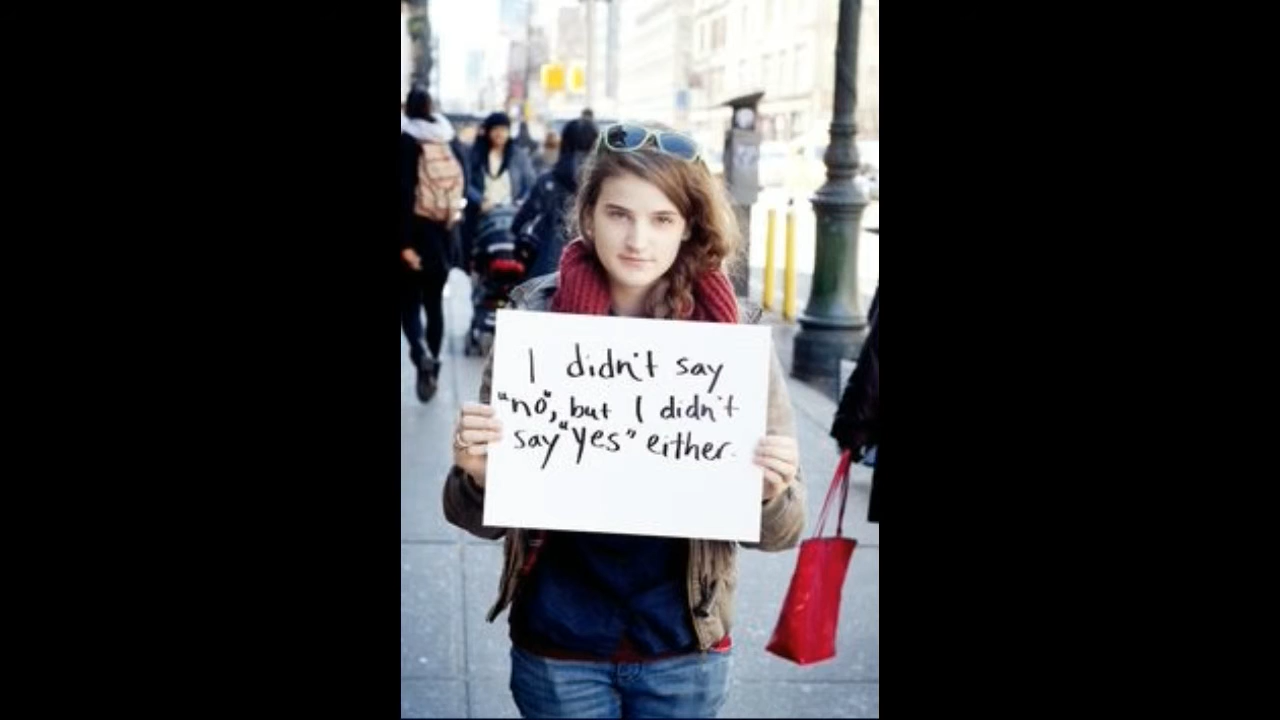 I didn't say
"no", but I didn't
say "yes" either.